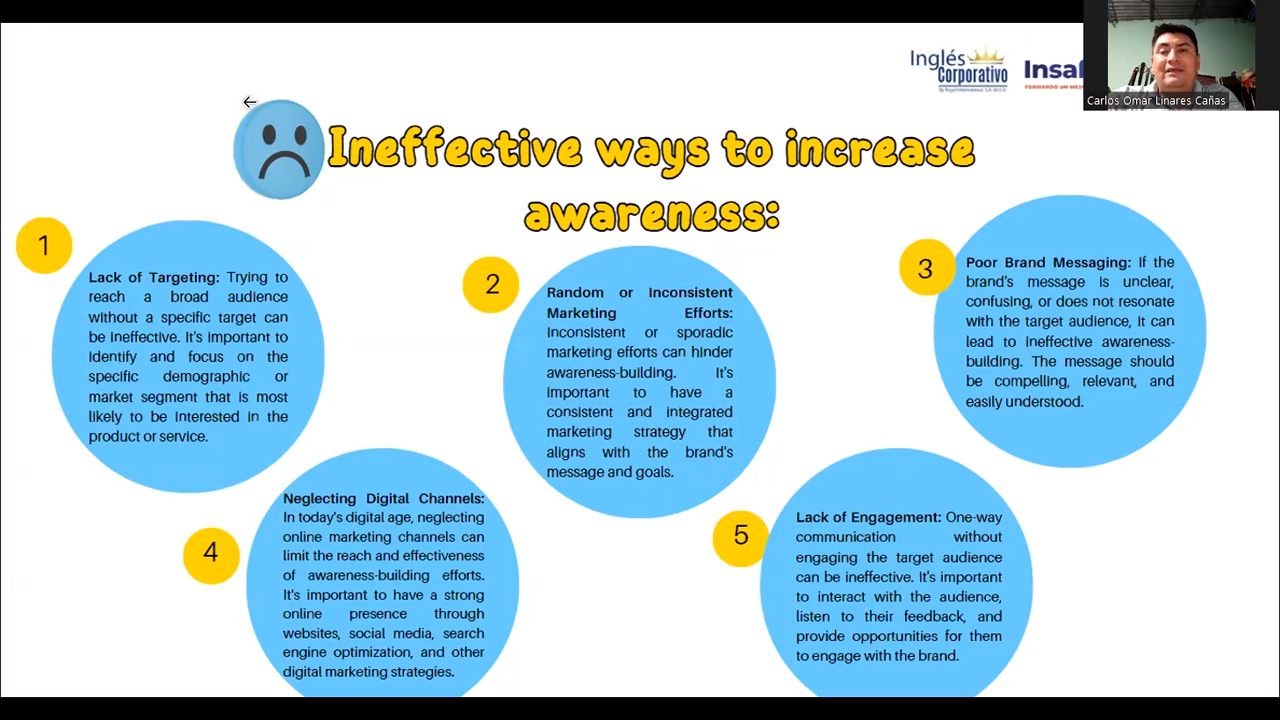 Inglés
Corporativo
By Regal International, S.A. de C.V.
Insaf
Carlos Omar Linares Cañas
Ineffective ways to increase
awareness:
1
Lack of Targeting: Trying to
reach a broad audience
without a specific target can
be ineffective. It's important to
identify and focus on the
specific demographic or
market segment that is most
likely to be interested in the
product or service.
2
Random or Inconsistent
Marketing Efforts:
Inconsistent or sporadic
marketing efforts can hinder
awareness-building. It's
important to have a
consistent and integrated
marketing strategy that
aligns with the brand's
message and goals.
3
Poor Brand Messaging: If the
brand's message is unclear,
confusing, or does not resonate
with the target audience, it can
lead to ineffective awareness-
building. The message should
be compelling, relevant, and
easily understood.
4
Neglecting Digital Channels:
In today's digital age, neglecting
online marketing channels can
limit the reach and effectiveness
of awareness-building efforts.
It's important to have a strong
online presence through
websites, social media, search
engine optimization, and other
digital marketing strategies.
5
Lack of Engagement: One-way
communication without
engaging the target audience
can be ineffective. It's important
to interact with the audience,
listen to their feedback, and
provide opportunities for them
to engage with the brand.